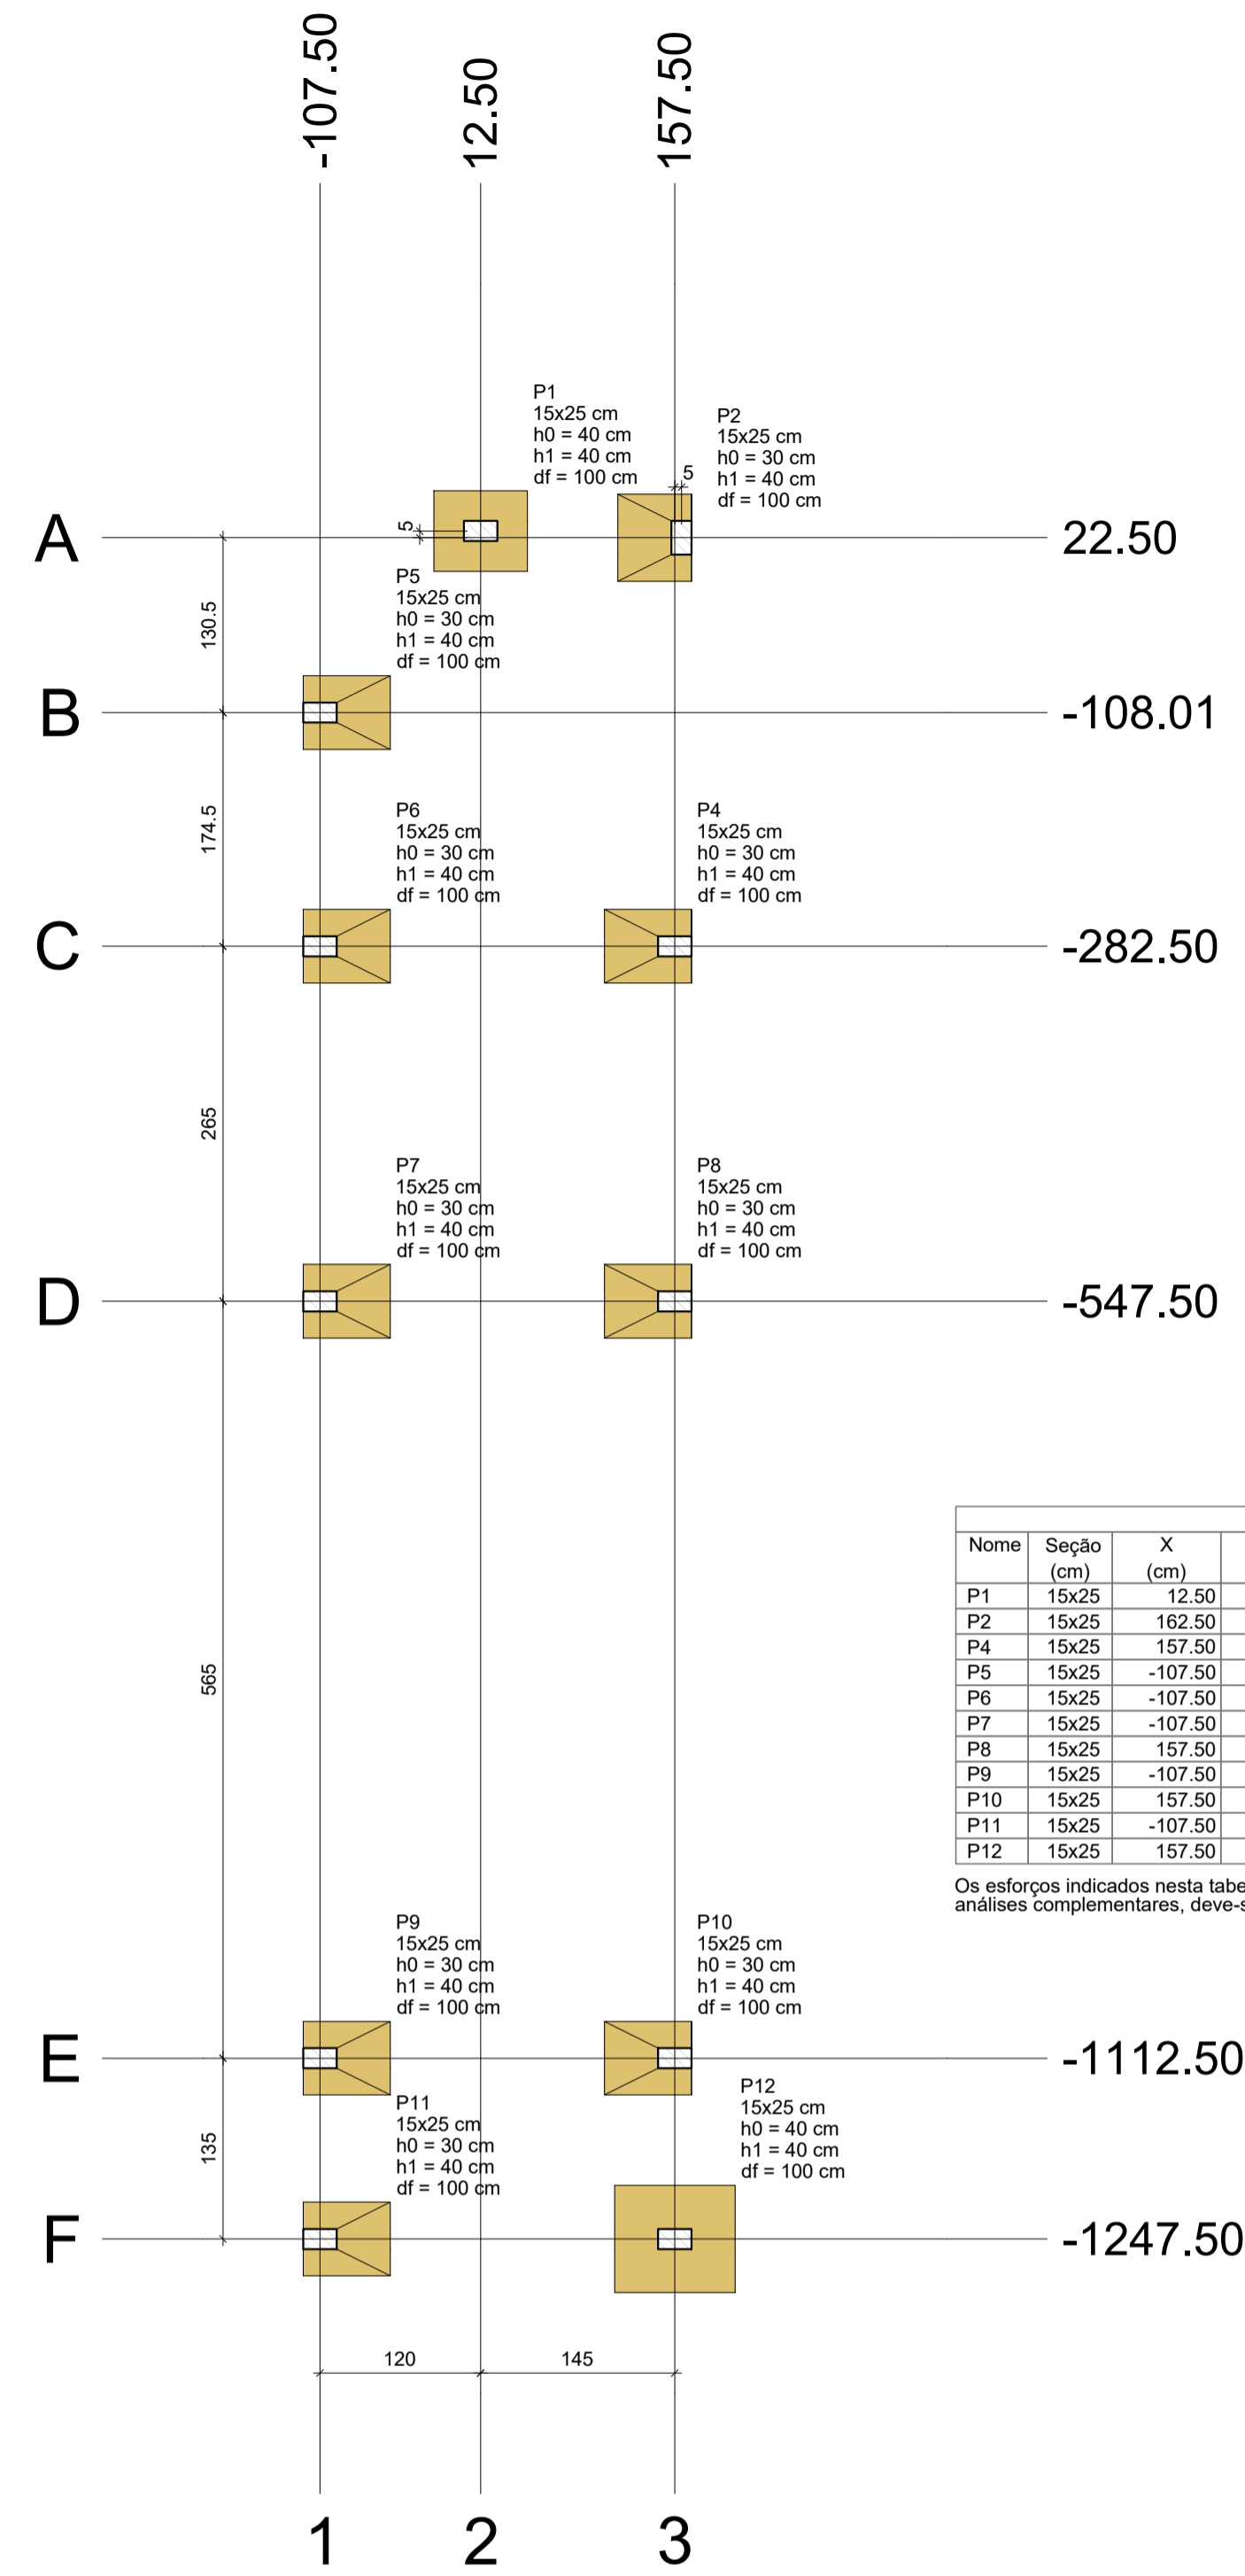 -107.50
12.50
157.50
P1
15x25 cm
h0 = 40 cm
h1 = 40 cm
df = 100 cm
P2
15x25 cm
h0 = 30 cm
h1 = 40 cm
df = 100 cm
5
5
A
22.50
130.5
P5
15x25 cm
h0 = 30 cm
h1 = 40 cm
df = 100 cm
B
-108.01
174.5
P6
15x25 cm
h0 = 30 cm
h1 = 40 cm
df = 100 cm
P4
15x25 cm
h0 = 30 cm
h1 = 40 cm
df = 100 cm
C
-282.50
265
P7
15x25 cm
h0 = 30 cm
h1 = 40 cm
df = 100 cm
P8
15x25 cm
h0 = 30 cm
h1 = 40 cm
df = 100 cm
D
-547.50
565
Nome Seção X
(cm) (cm)
P1 15x25 12.50
P2 15x25 162.50
P4 15x25 157.50
P5 15x25 -107.50
P6 15x25 -107.50
P7 15x25 -107.50
P8 15x25 157.50
P9 15x25 -107.50
P10 15x25 157.50
P11 15x25 -107.50
P12 15x25 157.50
Os esforços indicados nesta tabe
análises complementares, deve-s
P9
15x25 cm
h0 = 30 cm
h1 = 40 cm
df = 100 cm
P10
15x25 cm
h0 = 30 cm
h1 = 40 cm
df = 100 cm
E
-1112.50
135
P11
15x25 cm
h0 = 30 cm
h1 = 40 cm
df = 100 cm
P12
15x25 cm
h0 = 40 cm
h1 = 40 cm
df = 100 cm
F
-1247.50
120
145
1
2
3